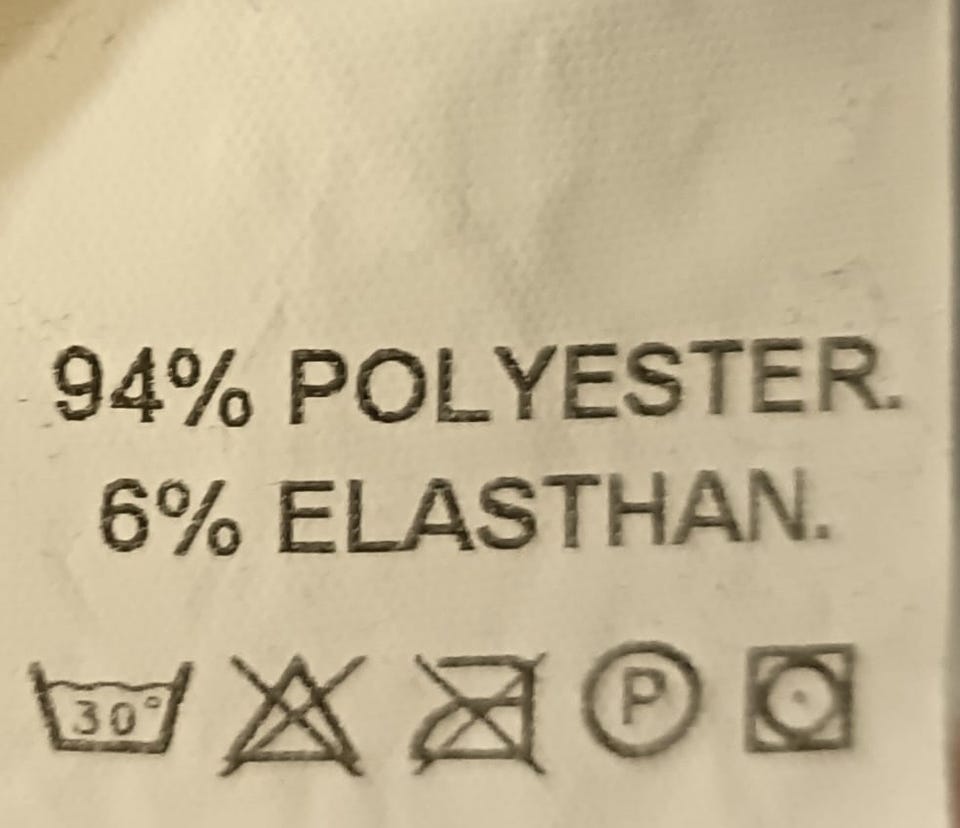 94% POLYESTER.
6% ELASTHAN.
30° P